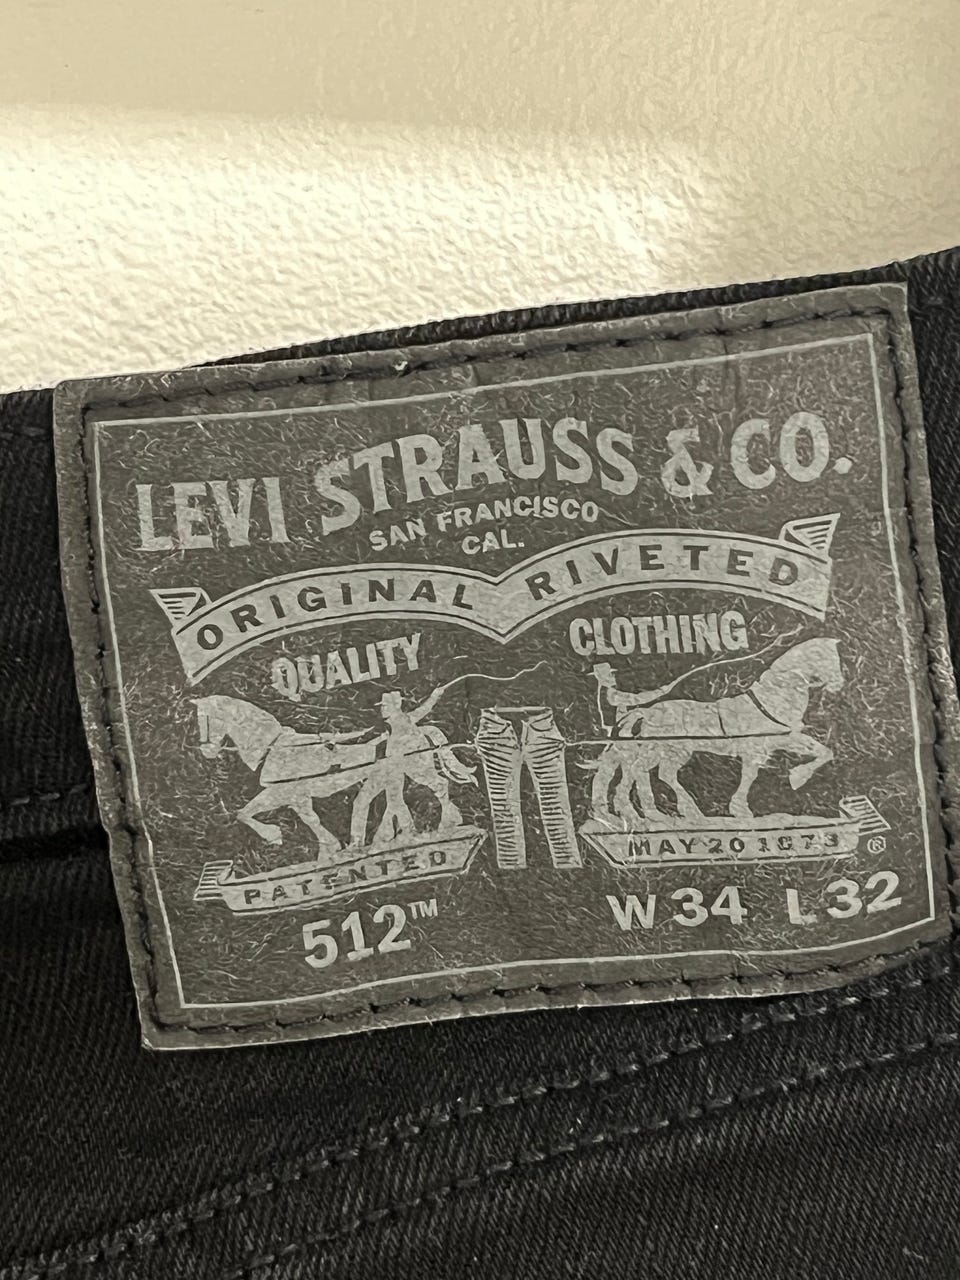 LEVI STRAUSS & CO.
SAN FRANCISCO
CAL.
ORIGINAL RIVETED
QUALITY CLOTHING
PATENTED MAY 20 1873 ®
512™ W 34 L 32